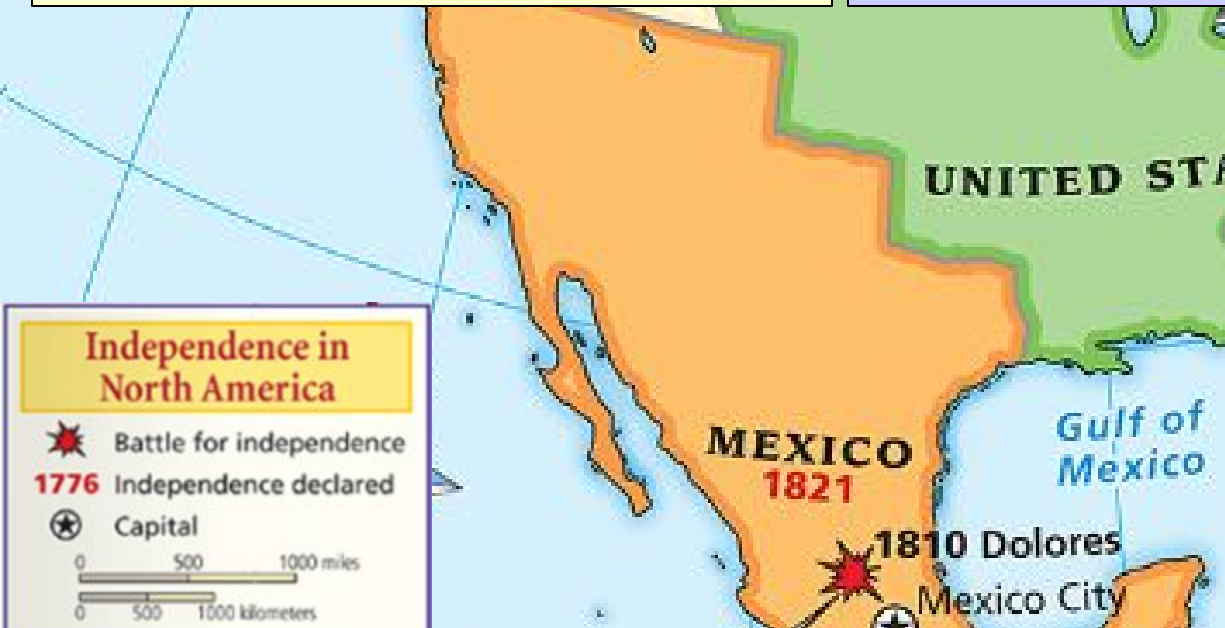 UNITED STA
Independence in
North America
Battle for independence
1776 Independence declared
Capital
0 500 1000 miles
0 500 1000 kilometers
MEXICO
1821
Gulf of
Mexico
1810 Dolores
Mexico City